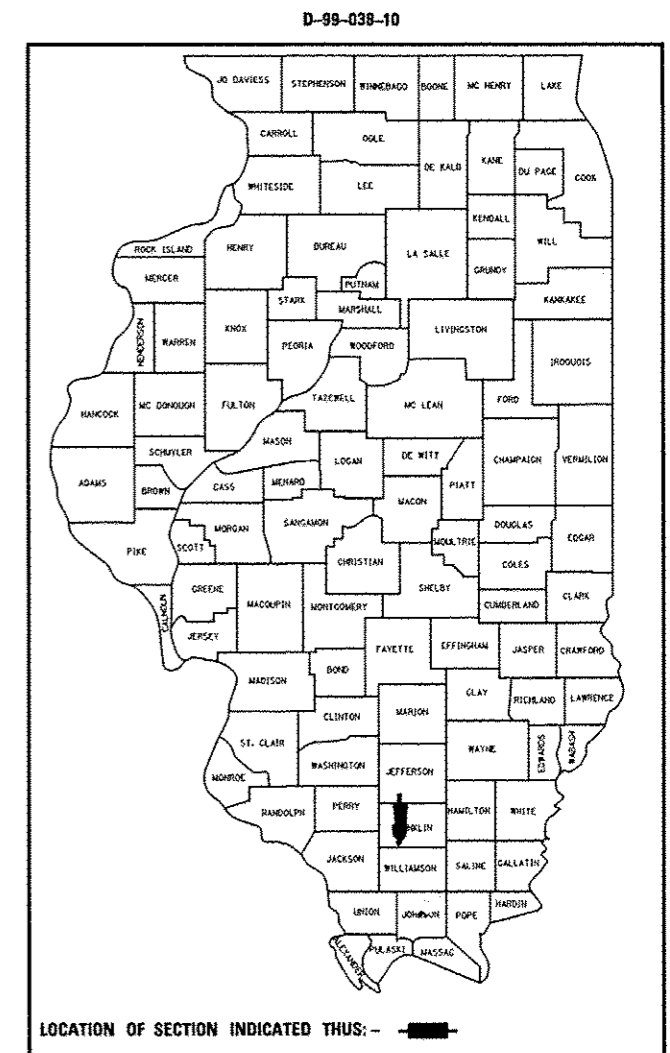 D-99-038-10
JO DAVIESS STEPHENSON WINNEBAGO BOONE MC HENRY LAKE
CARROLL OGLE DE KALB KANE DU PAGE COOK
WHITESIDE LEE
KENDALL WILL
ROCK ISLAND HENRY BUREAU LA SALLE GRUNDY
MERCER PUTNAM KANKAKEE
STARK MARSHALL
HENDERSON WARREN KNOX PEORIA WOODFORD LIVINGSTON IROQUOIS
HANCOCK MC DONOUGH FULTON TAZEWELL MC LEAN FORD
MASON
SCHUYLER LOGAN DE WITT CHAMPAIGN VERMILION
ADAMS BROWN CASS MENARD MACON PIATT
PIKE SCOTT MORGAN SANGAMON MOULTRIE DOUGLAS EDGAR
CHRISTIAN COLES
GREENE MACOUPIN MONTGOMERY SHELBY CUMBERLAND CLARK
CALHOUN JERSEY
FAYETTE EFFINGHAM JASPER CRAWFORD
MADISON BOND
CLAY RICHLAND LAWRENCE
CLINTON MARION
ST. CLAIR WAYNE EDWARDS WABASH
WASHINGTON JEFFERSON
MONROE
RANDOLPH PERRY NKLIN HAMILTON WHITE
JACKSON WILLIAMSON SALINE GALLATIN
UNION JOHNSON POPE HARDIN
ALEXANDER PULASKI MASSAC
LOCATION OF SECTION INDICATED THUS: -